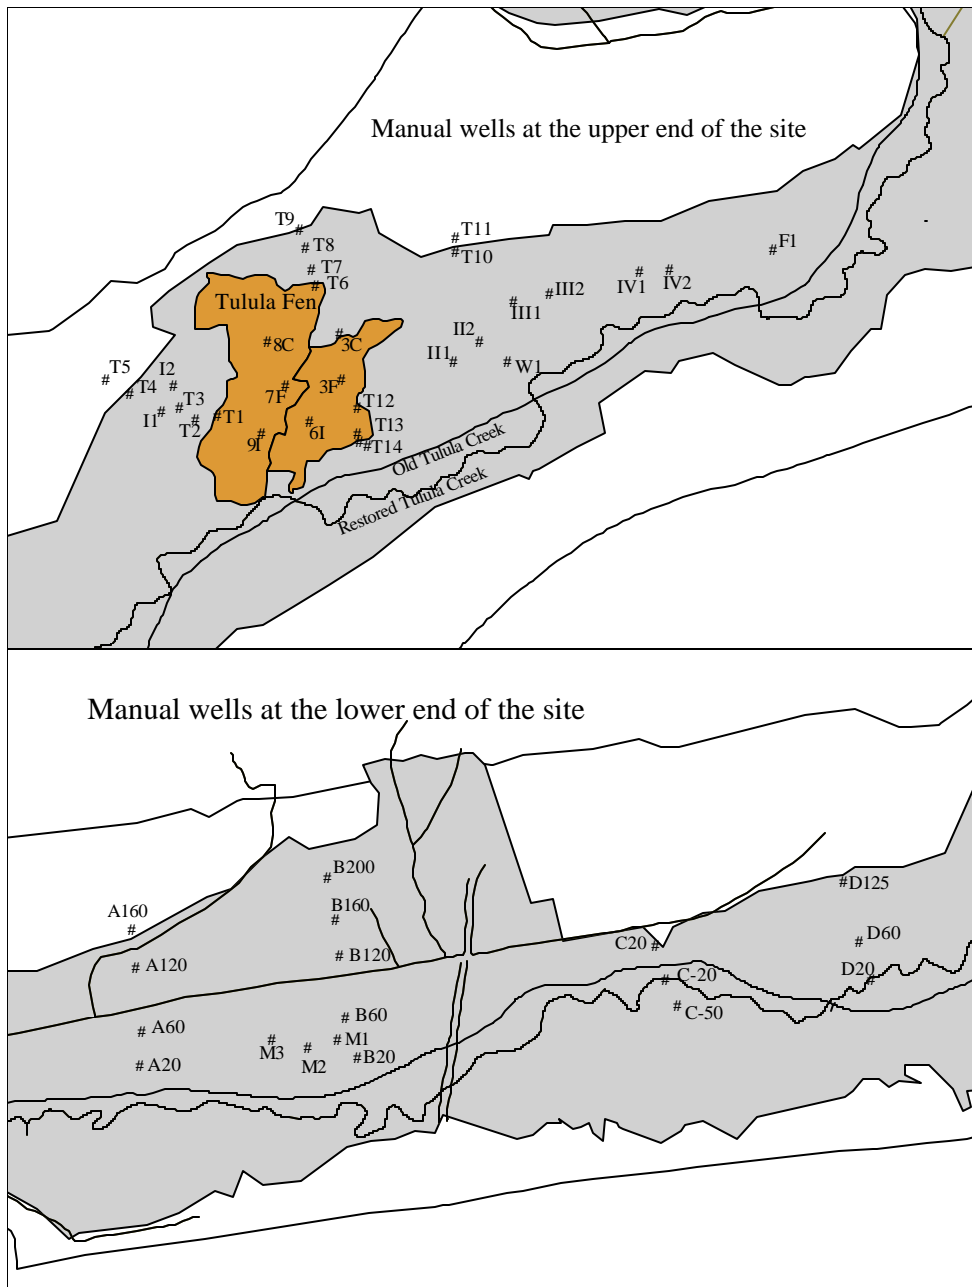 Manual wells at the upper end of the site
T9
# T11
#
# T8
# T10
F1
#
# T7
# T6
IV1
#
# IV2
# III2
#
III1
Tulula Fen
II2
#
# 8C
#
3C
II1
#
# W1
T5
#
T4
#
I2
#
3F #
7F #
I1 #
# T3
#
T2
# T1
# T12
T13
#
# # T14
#
6I
9I #
Old Tulula Creek
Restored Tulula Creek
Manual wells at the lower end of the site
# B200
# D125
B160
#
A160
#
C20 #
# D60
# B120
# A120
# C-20
D20 #
# C-50
# B60
# A60
#
M3
#
M2
# M1
# B20
# A20